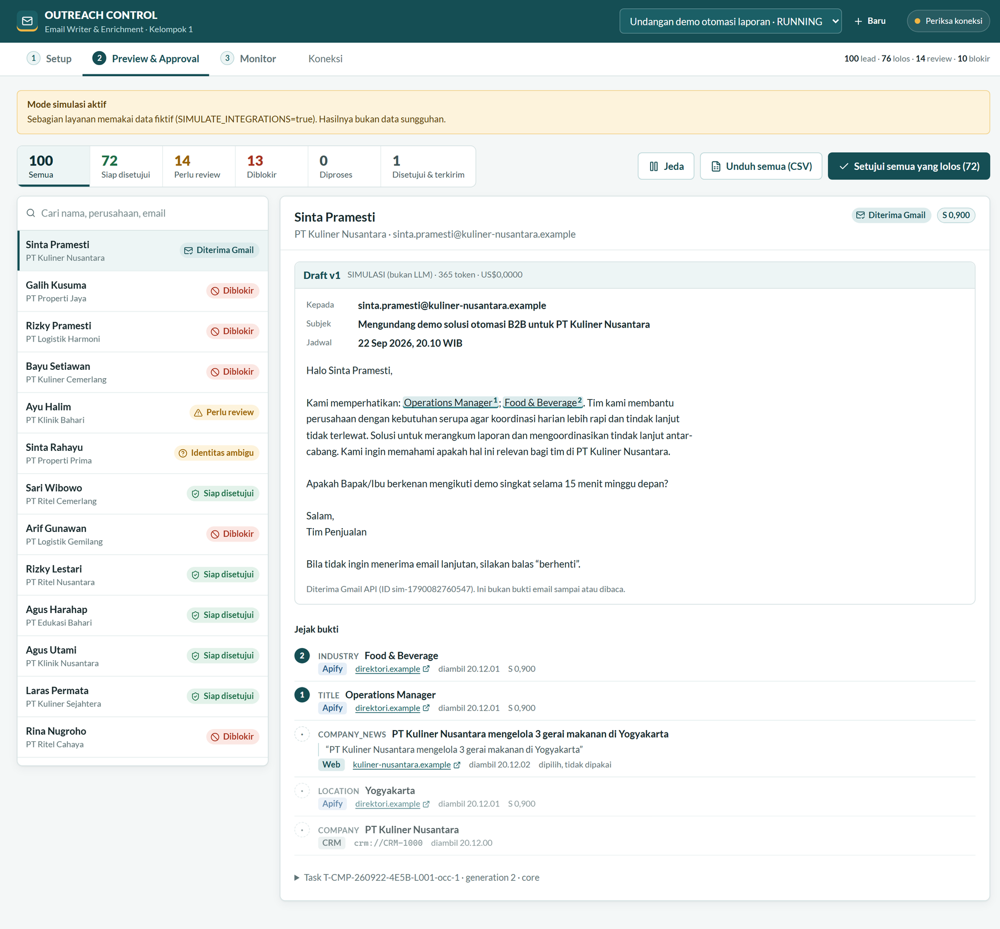 OUTREACH CONTROL
Email Writer & Enrichment · Kelompok 1
Undangan demo otomasi laporan · RUNNING
Baru
Periksa koneksi
1 Setup
2 Preview & Approval
3 Monitor
Koneksi
100 lead · 76 lolos · 14 review · 10 blokir
Mode simulasi aktif
Sebagian layanan memakai data fiktif (SIMULATE_INTEGRATIONS=true). Hasilnya bukan data sungguhan.
100
Semua
72
Siap disetujui
14
Perlu review
13
Diblokir
0
Diproses
1
Disetujui & terkirim
Jeda
Unduh semua (CSV)
Setujui semua yang lolos (72)
Cari nama, perusahaan, email
Sinta Pramesti
PT Kuliner Nusantara
Diterima Gmail
Galih Kusuma
PT Properti Jaya
Diblokir
Rizky Pramesti
PT Logistik Harmoni
Diblokir
Bayu Setiawan
PT Kuliner Cemerlang
Diblokir
Ayu Halim
PT Klinik Bahari
Perlu review
Sinta Rahayu
PT Properti Prima
Identitas ambigu
Sari Wibowo
PT Ritel Cemerlang
Siap disetujui
Arif Gunawan
PT Logistik Gemilang
Diblokir
Rizky Lestari
PT Ritel Nusantara
Siap disetujui
Agus Harahap
PT Edukasi Bahari
Siap disetujui
Agus Utami
PT Klinik Nusantara
Siap disetujui
Laras Permata
PT Kuliner Sejahtera
Siap disetujui
Rina Nugroho
PT Ritel Cahaya
Diblokir
Sinta Pramesti
PT Kuliner Nusantara · sinta.pramesti@kuliner-nusantara.example
Diterima Gmail
S 0,900
Draft v1 SIMULASI (bukan LLM) · 365 token · US$0,0000
Kepada sinta.pramesti@kuliner-nusantara.example
Subjek Mengundang demo solusi otomasi B2B untuk PT Kuliner Nusantara
Jadwal 22 Sep 2026, 20.10 WIB
Halo Sinta Pramesti,
Kami memperhatikan: Operations Manager 1; Food & Beverage 2. Tim kami membantu
perusahaan dengan kebutuhan serupa agar koordinasi harian lebih rapi dan tindak lanjut
tidak terlewat. Solusi untuk merangkum laporan dan mengoordinasikan tindak lanjut antar-
cabang. Kami ingin memahami apakah hal ini relevan bagi tim di PT Kuliner Nusantara.
Apakah Bapak/Ibu berkenan mengikuti demo singkat selama 15 menit minggu depan?
Salam,
Tim Penjualan
Bila tidak ingin menerima email lanjutan, silakan balas “berhenti”.
Diterima Gmail API (ID sim-1790082760547). Ini bukan bukti email sampai atau dibaca.
Jejak bukti
2 INDUSTRY Food & Beverage
Apify direktori.example diambil 20.12.01 S 0,900
1 TITLE Operations Manager
Apify direktori.example diambil 20.12.01 S 0,900
· COMPANY_NEWS PT Kuliner Nusantara mengelola 3 gerai makanan di Yogyakarta
“PT Kuliner Nusantara mengelola 3 gerai makanan di Yogyakarta”
Web kuliner-nusantara.example diambil 20.12.02 dipilih, tidak dipakai
· LOCATION Yogyakarta
Apify direktori.example diambil 20.12.01 S 0,900
· COMPANY PT Kuliner Nusantara
CRM crm://CRM-1000 diambil 20.12.00
Task T-CMP-260922-4E5B-L001-occ-1 · generation 2 · core